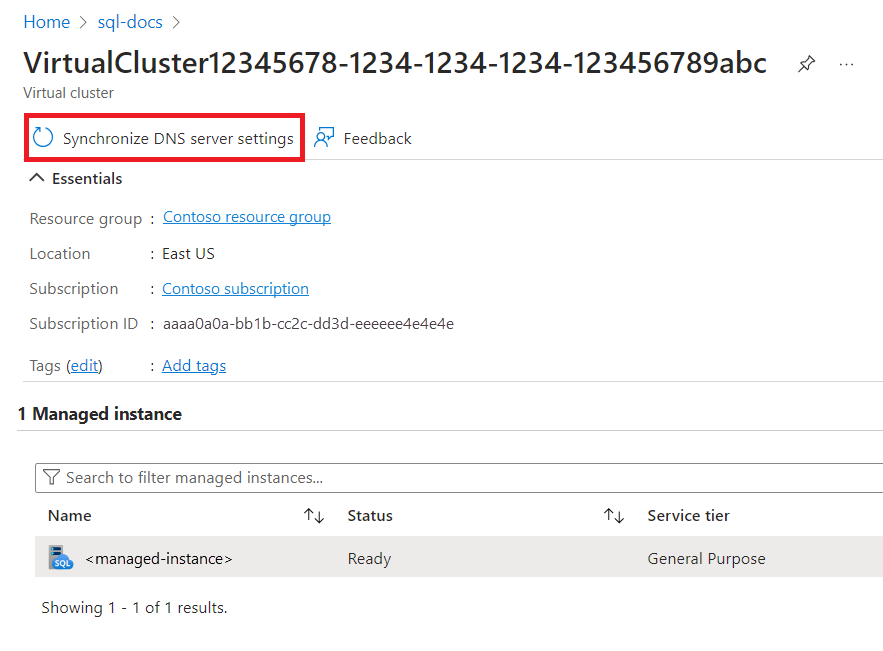 Home > sql-docs >
VirtualCluster12345678-1234-1234-1234-123456789abc ...
Virtual cluster
Synchronize DNS server settings Feedback
Essentials
Resource group : Contoso resource group
Location : East US
Subscription : Contoso subscription
Subscription ID : aaaa0a0a-bb1b-cc2c-dd3d-eeeeee4e4e4e
Tags (edit) : Add tags
1 Managed instance
Search to filter managed instances...
Name Status Service tier
SQL <managed-instance> Ready General Purpose
Showing 1 - 1 of 1 results.